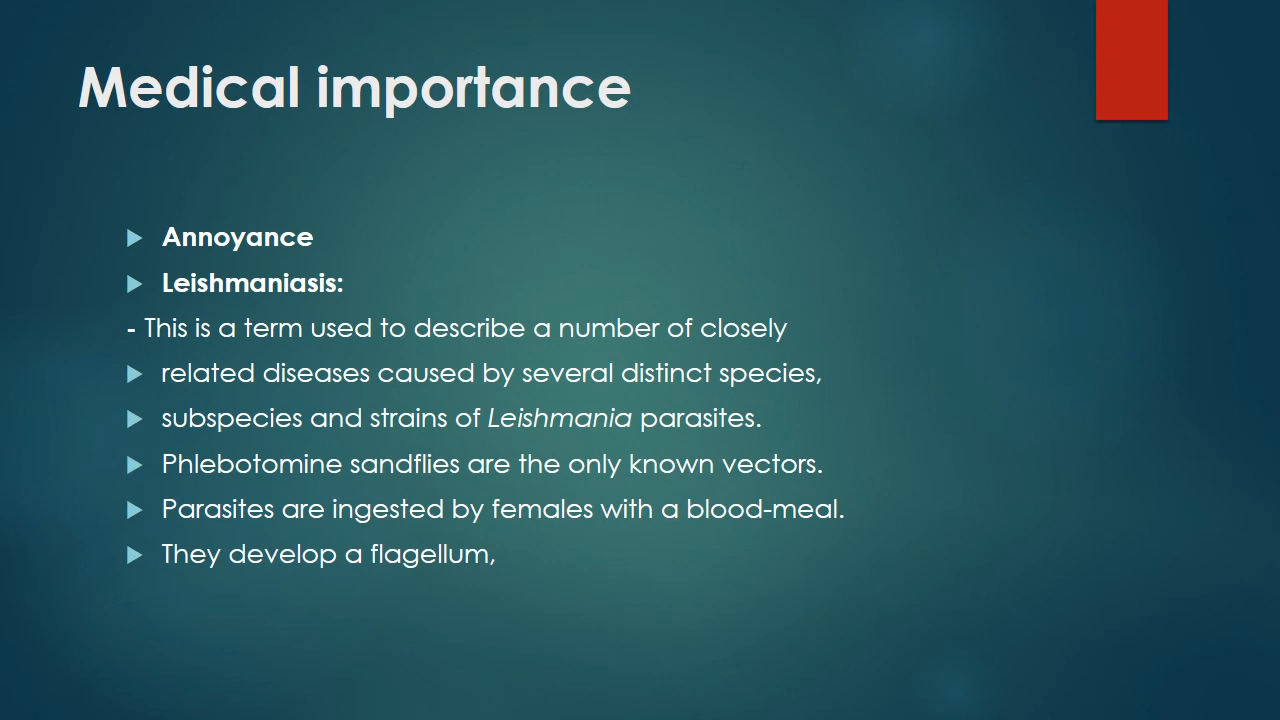 Medical importance
Annoyance
Leishmaniasis:
- This is a term used to describe a number of closely
related diseases caused by several distinct species,
subspecies and strains of Leishmania parasites.
Phlebotomine sandflies are the only known vectors.
Parasites are ingested by females with a blood-meal.
They develop a flagellum,